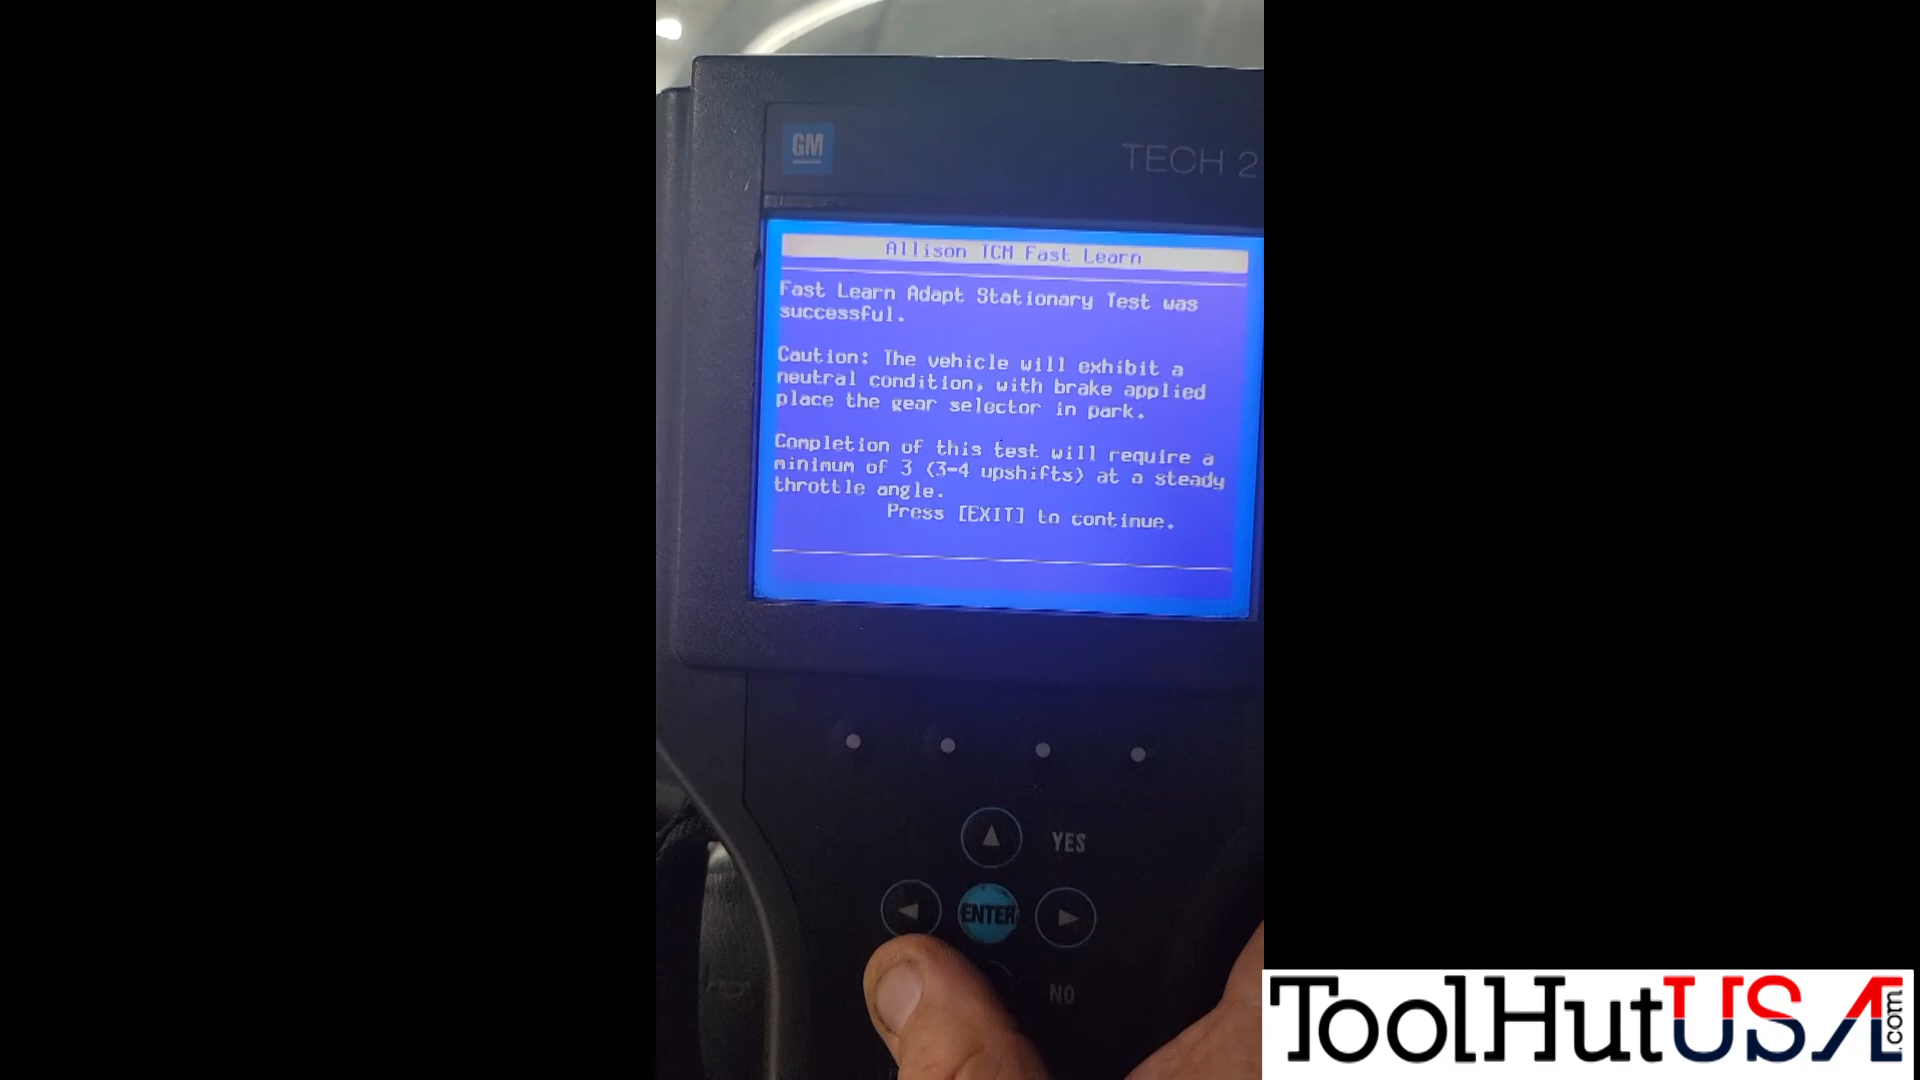 GM
TECH 2
Allison TCM Fast Learn
Fast Learn Adapt Stationary Test was
successful.
Caution: The vehicle will exhibit a
neutral condition, with brake applied
place the gear selector in park.
Completion of this test will require a
minimum of 3 (3-4 upshifts) at a steady
throttle angle.
Press [EXIT] to continue.
YES
ENTER
NO
ToolHutUSA.com